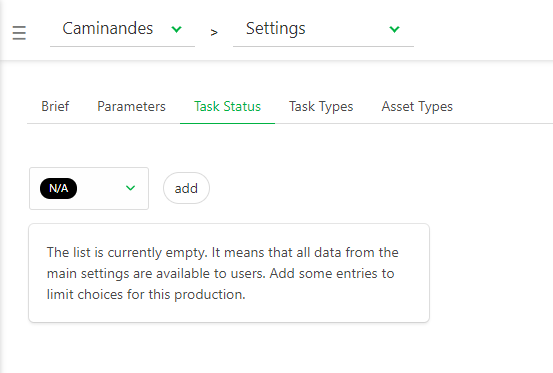 Caminandes > Settings
Brief Parameters Task Status Task Types Asset Types
N/A add
The list is currently empty. It means that all data from the
main settings are available to users. Add some entries to
limit choices for this production.